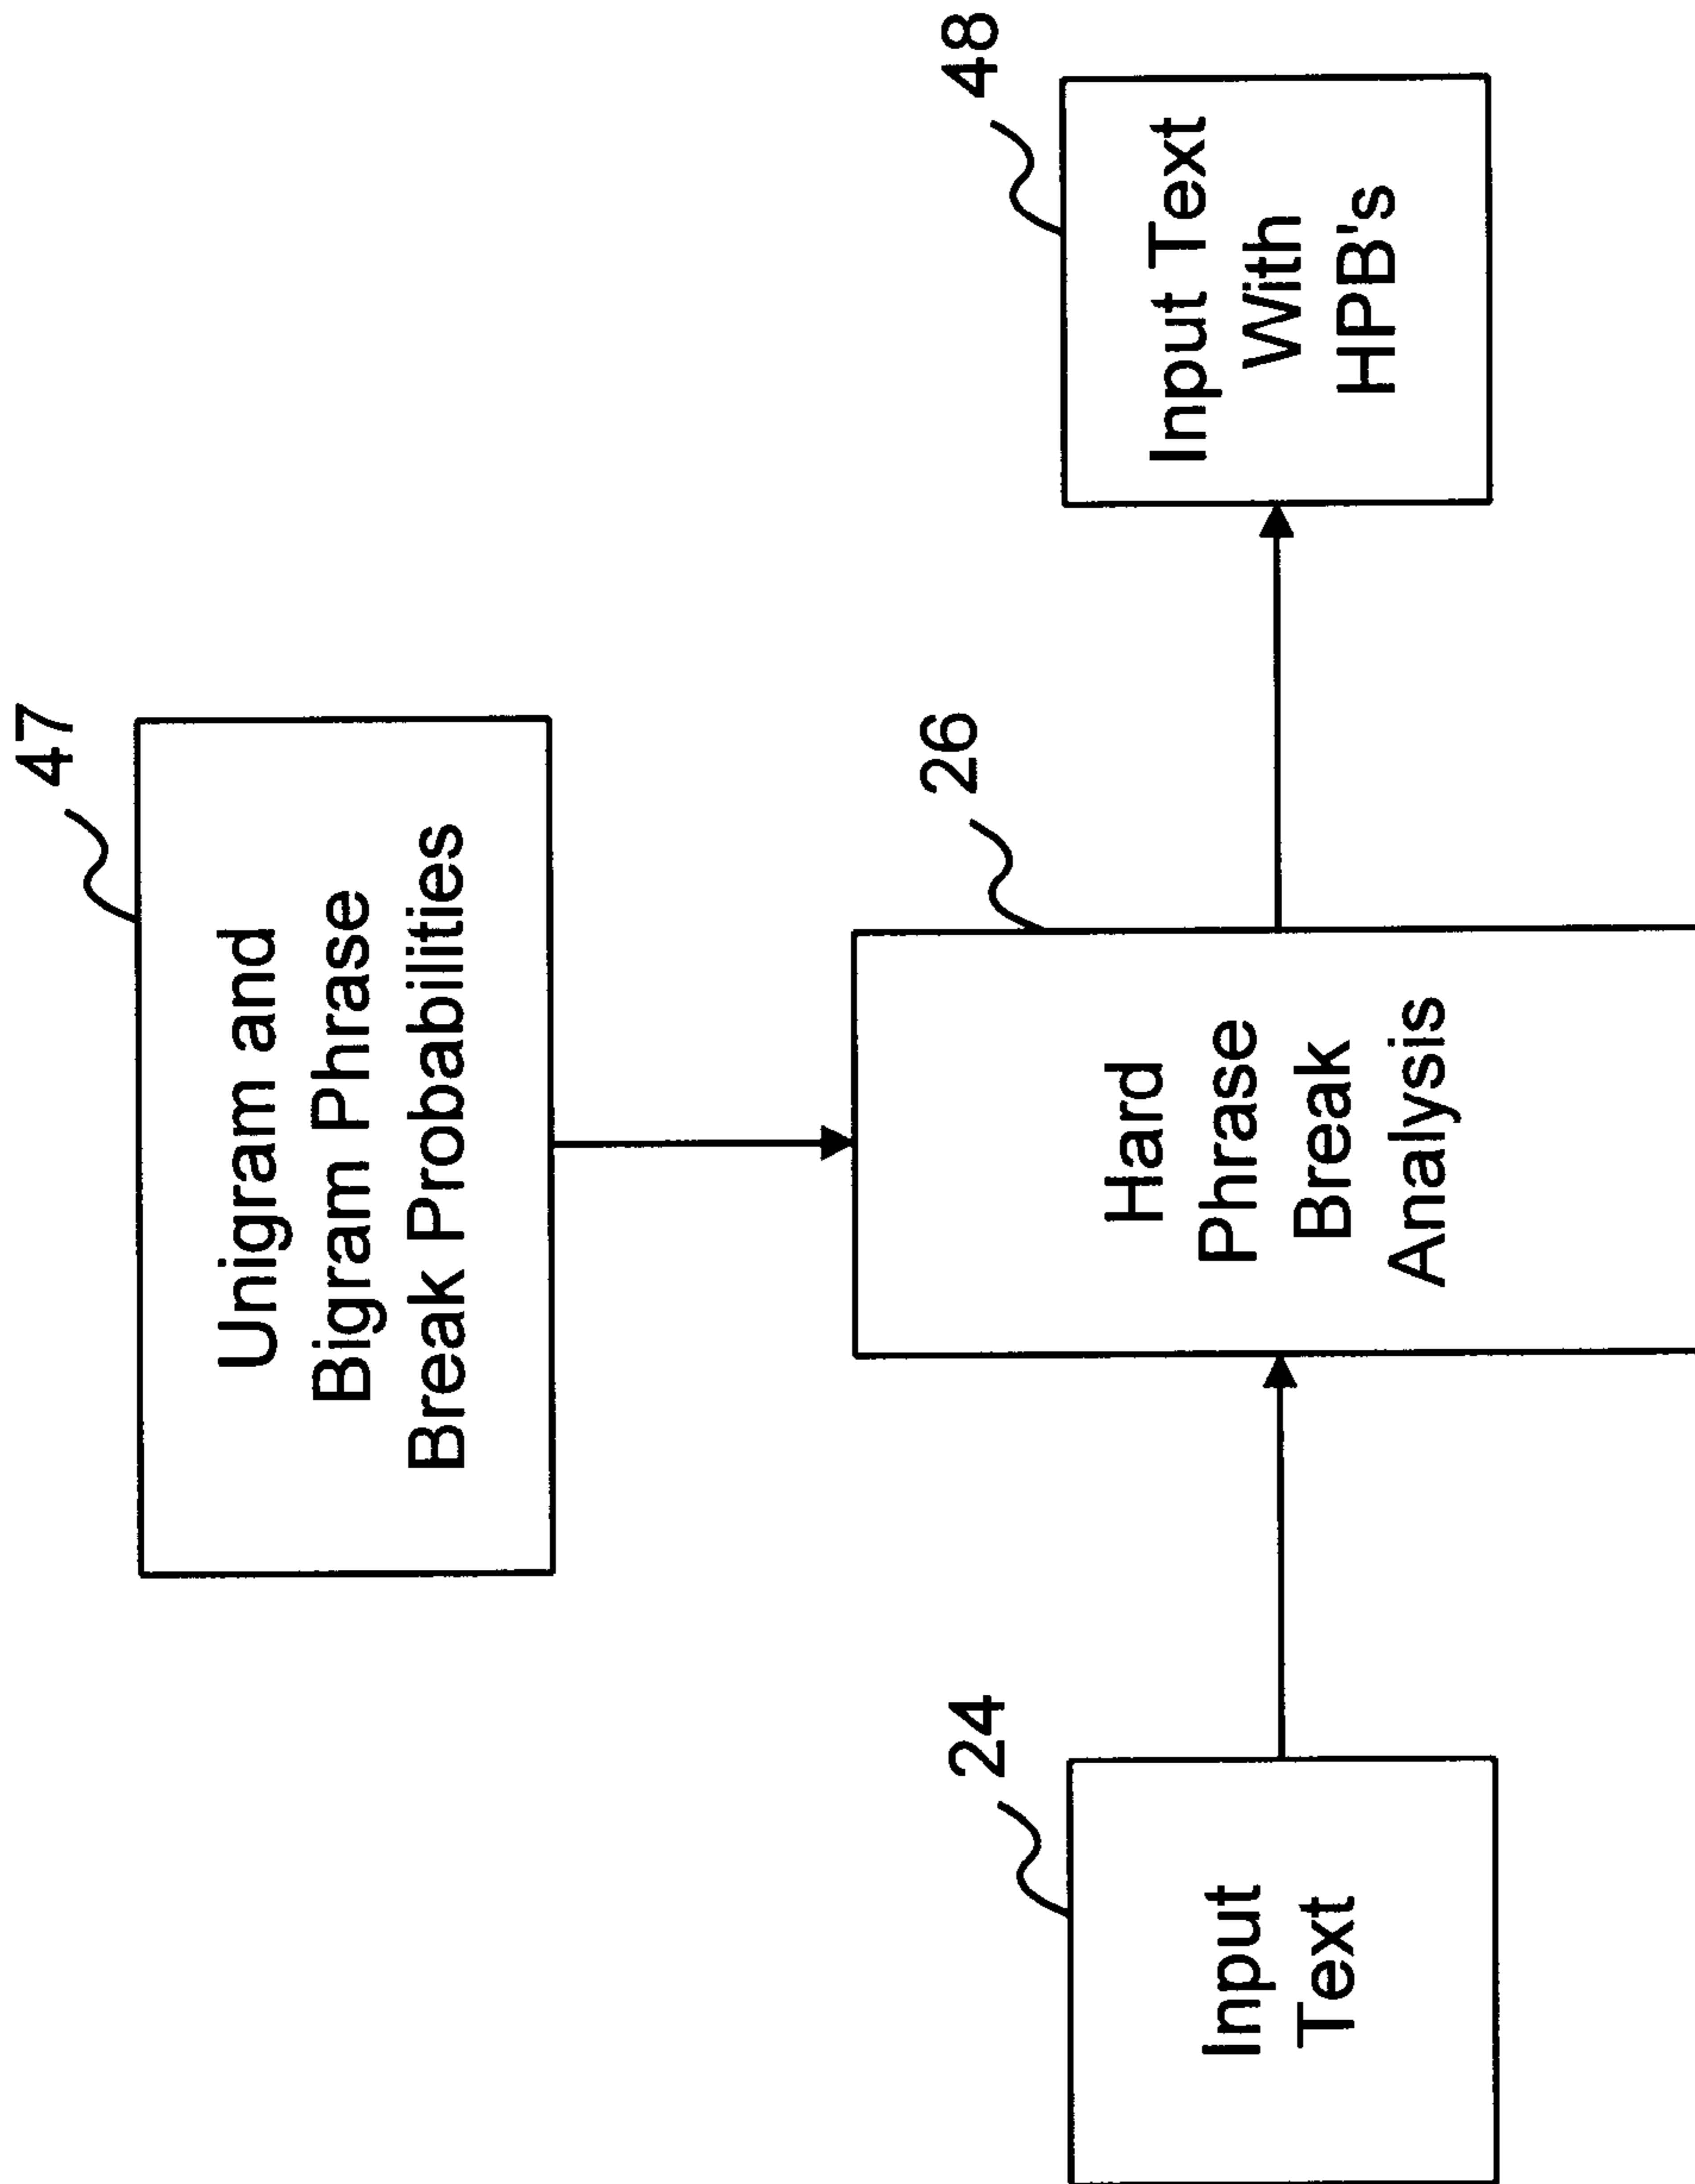 47
Unigram and
Bigram Phrase
Break Probabilities
24
Input
Text
26
Hard
Phrase
Break
Analysis
48
Input Text
With
HPB's